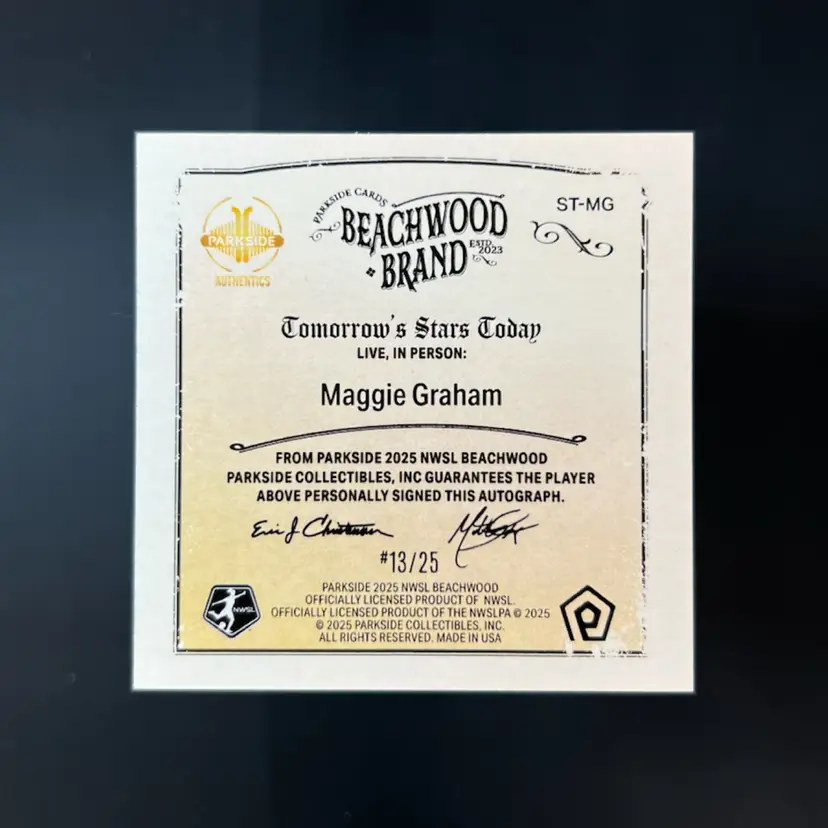 PARKSIDE CARDS
BEACHWOOD
BRAND
ESTD
2023
ST-MG
PARKSIDE
AUTHENTICS
Tomorrow's Stars Today
LIVE, IN PERSON:
Maggie Graham
FROM PARKSIDE 2025 NWSL BEACHWOOD
PARKSIDE COLLECTIBLES, INC GUARANTEES THE PLAYER
ABOVE PERSONALLY SIGNED THIS AUTOGRAPH.
Eric J
#13/25
PARKSIDE 2025 NWSL BEACHWOOD
OFFICIALLY LICENSED PRODUCT OF NWSL.
OFFICIALLY LICENSED PRODUCT OF THE NWSLPA © 2025
© 2025 PARKSIDE COLLECTIBLES, INC.
ALL RIGHTS RESERVED. MADE IN USA
NWSL
P